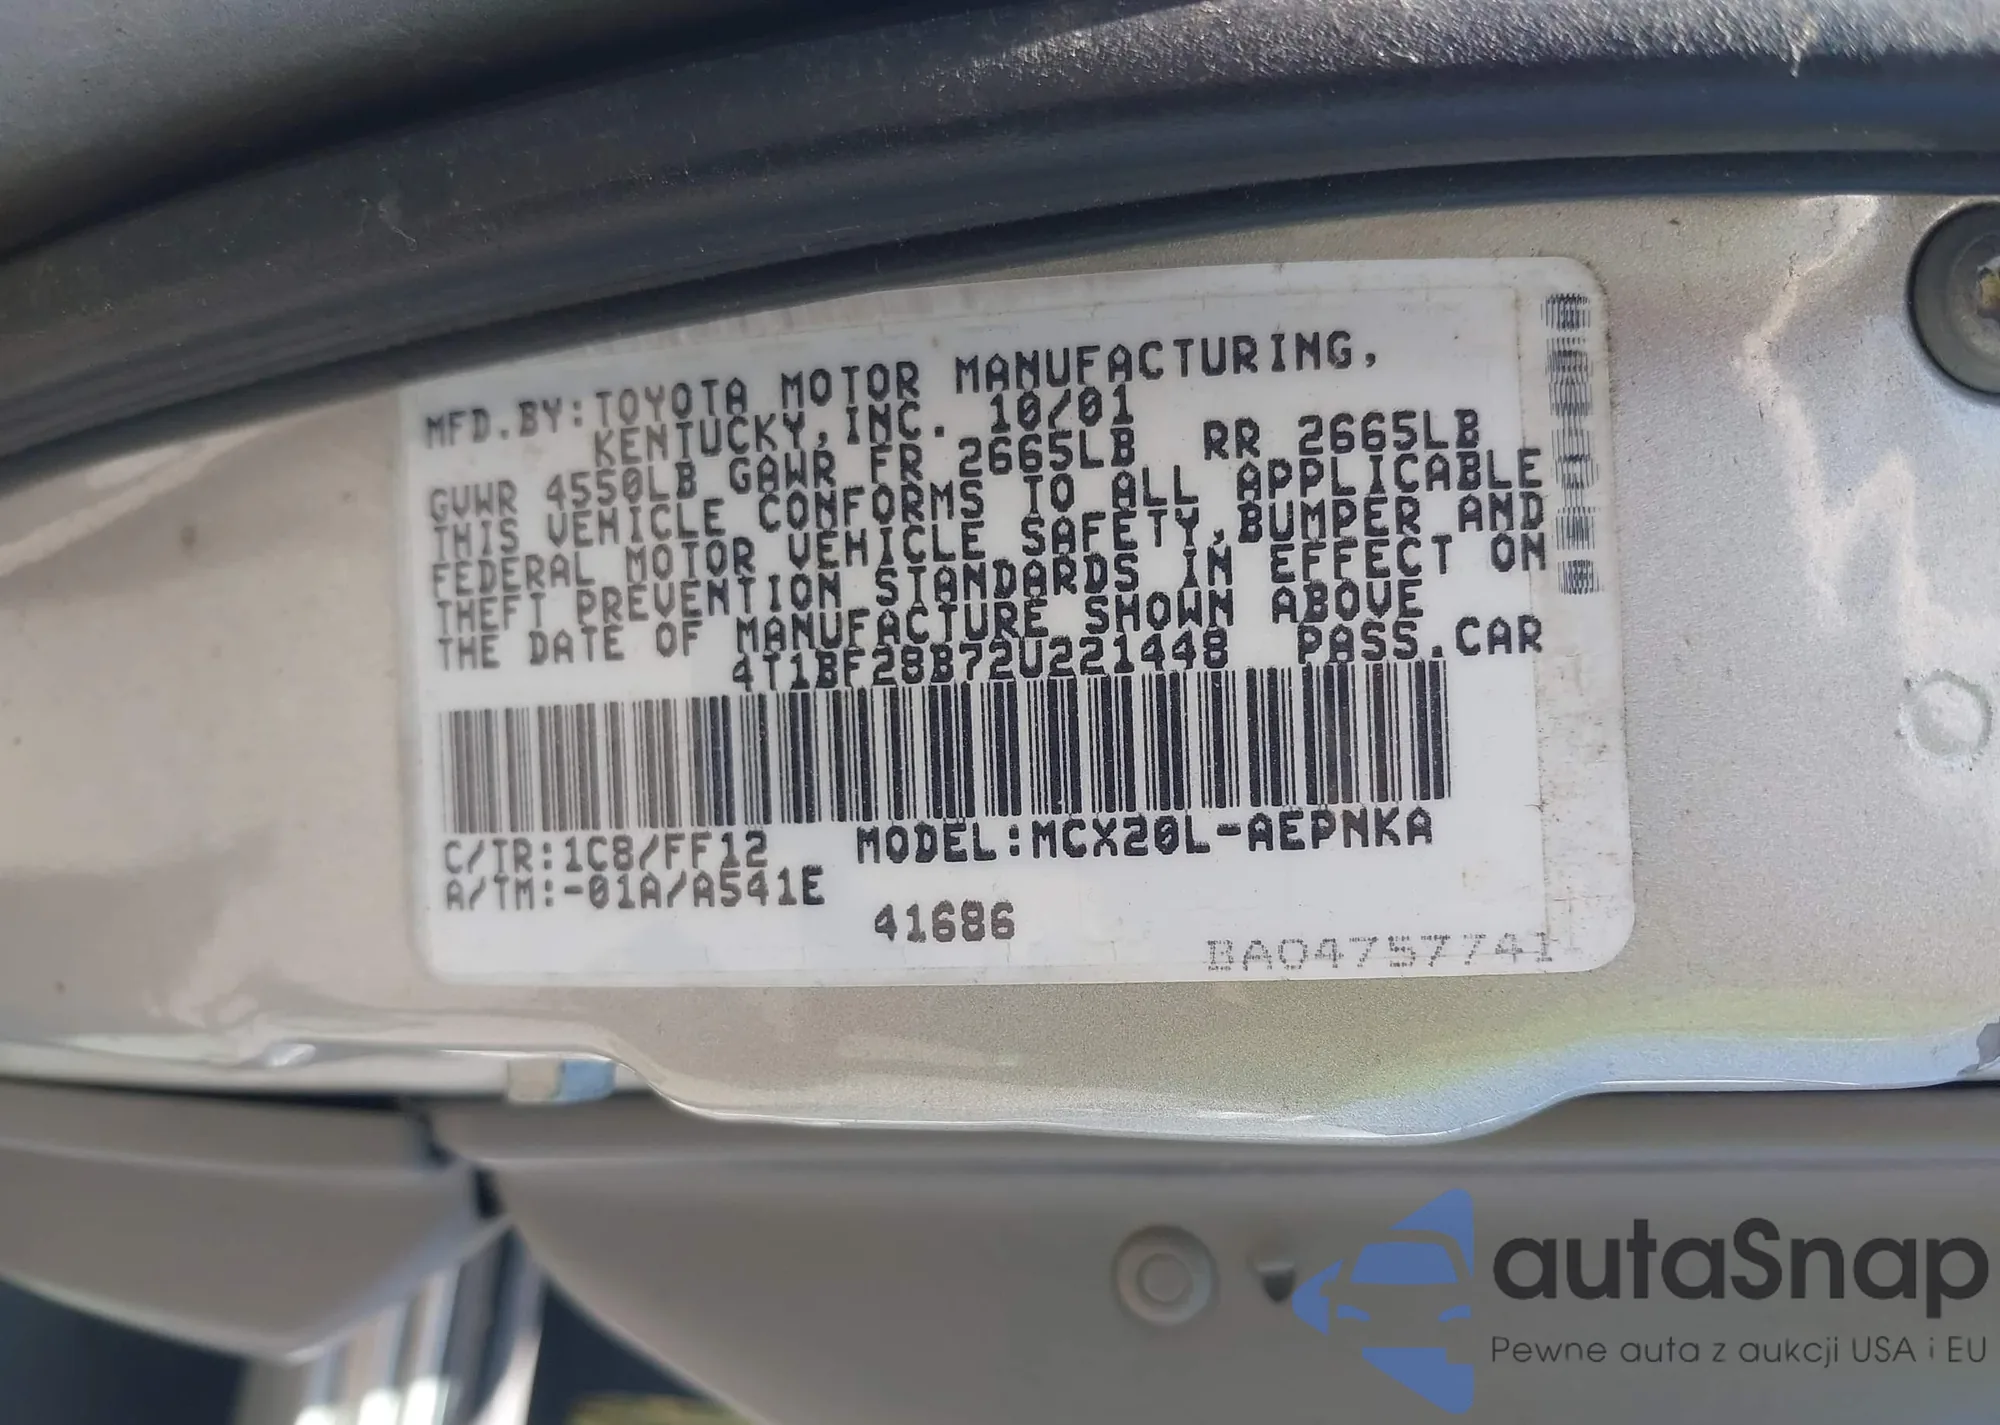 MFD.BY:TOYOTA MOTOR MANUFACTURING,
KENTUCKY,INC. 10/01
GVWR 4550LB GAWR FR 2665LB RR 2665LB
THIS VEHICLE CONFORMS TO ALL APPLICABLE
FEDERAL MOTOR VEHICLE SAFETY,BUMPER AND
THEFT PREVENTION STANDARDS IN EFFECT ON
THE DATE OF MANUFACTURE SHOWN ABOVE
4T1BF28B72U221448 PASS.CAR
C/TR:1C8/FF12 MODEL:MCX20L-AEPNKA
A/TM:-01A/A541E
41686
BA04757741
autaSnap
Pewne auta z aukcji USA i EU